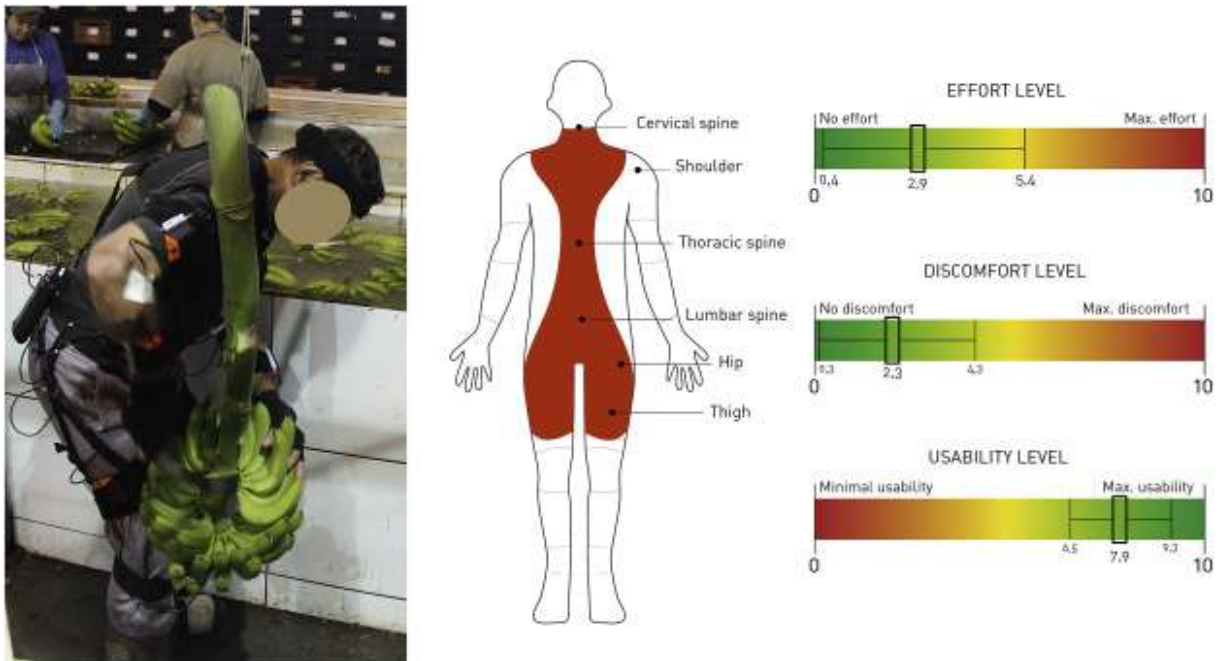 Cervical spine
Shoulder
Thoracic spine
Lumbar spine
Hip
Thigh
EFFORT LEVEL
No effort Max. effort
0,4 2.9 5.4
0 10
DISCOMFORT LEVEL
No discomfort Max. discomfort
0,3 2.3 4.3
0 10
USABILITY LEVEL
Minimal usability Max. usability
6,5 7.9 9,3
0 10